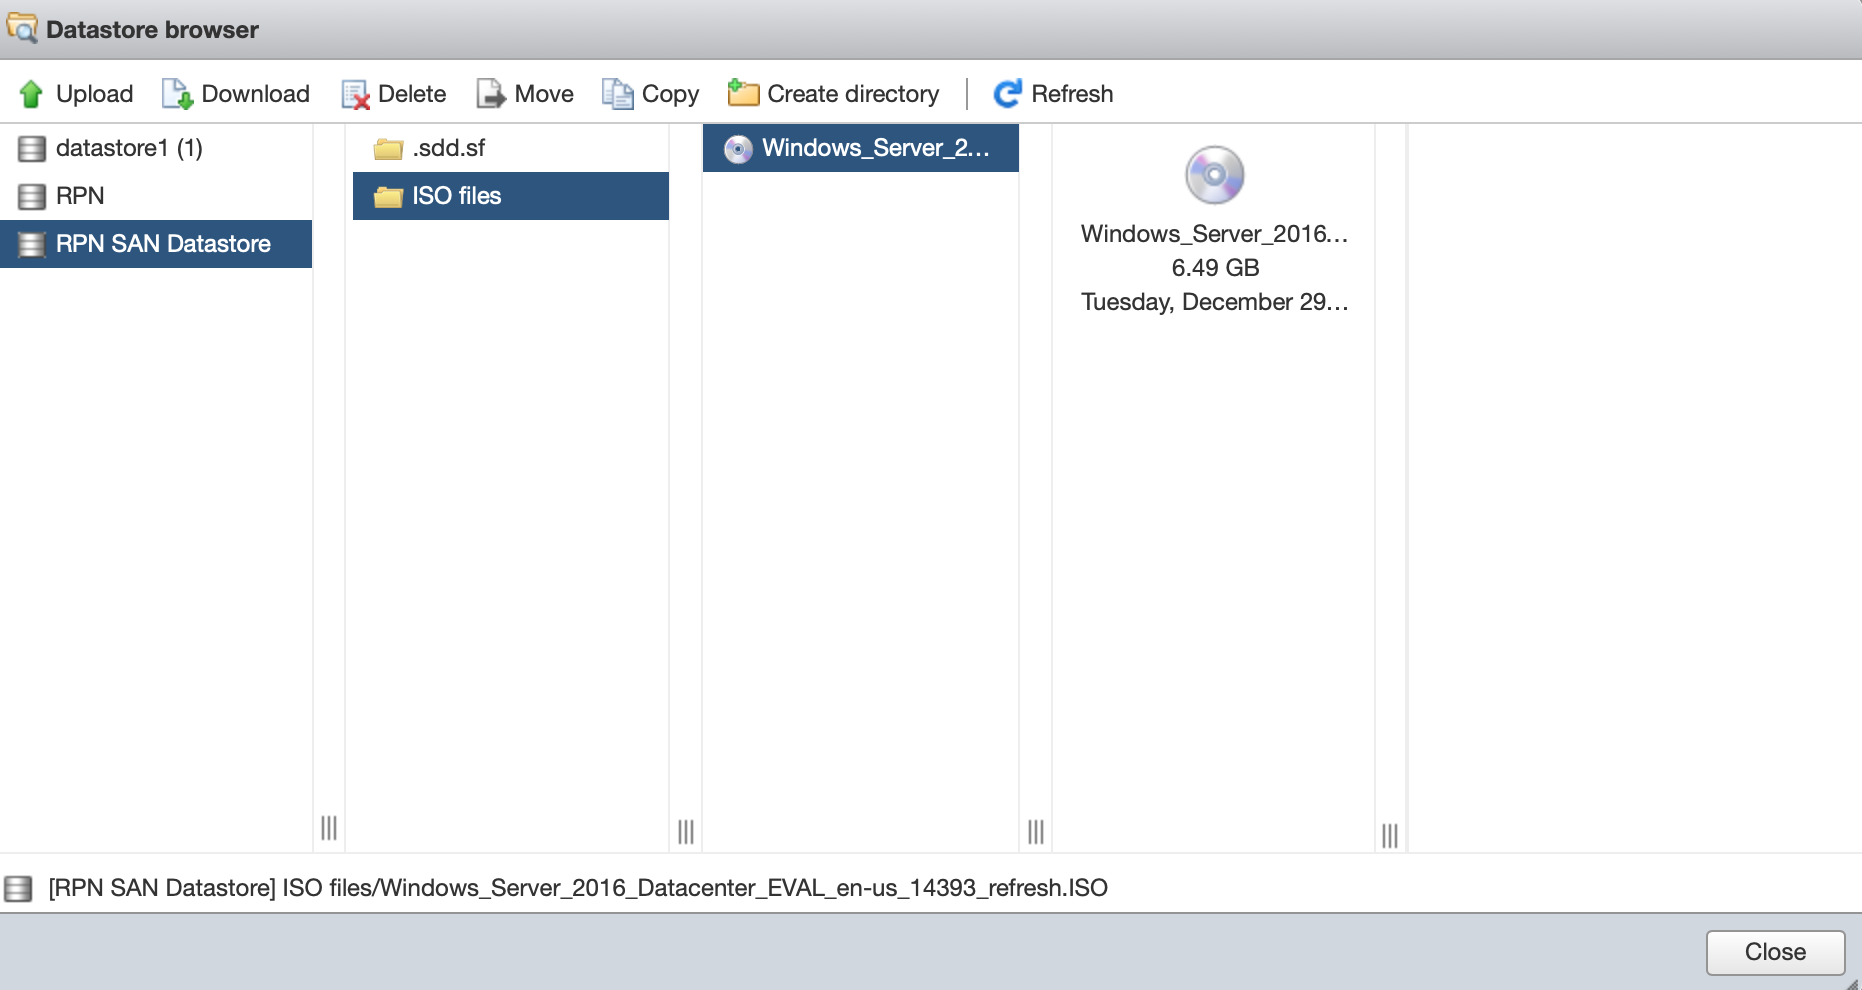 Datastore browser
Upload Download Delete Move Copy Create directory Refresh
datastore1 (1)
RPN
RPN SAN Datastore
.sdd.sf
ISO files
Windows_Server_2...
Windows_Server_2016...
6.49 GB
Tuesday, December 29...
[RPN SAN Datastore] ISO files/Windows_Server_2016_Datacenter_EVAL_en-us_14393_refresh.ISO
Close